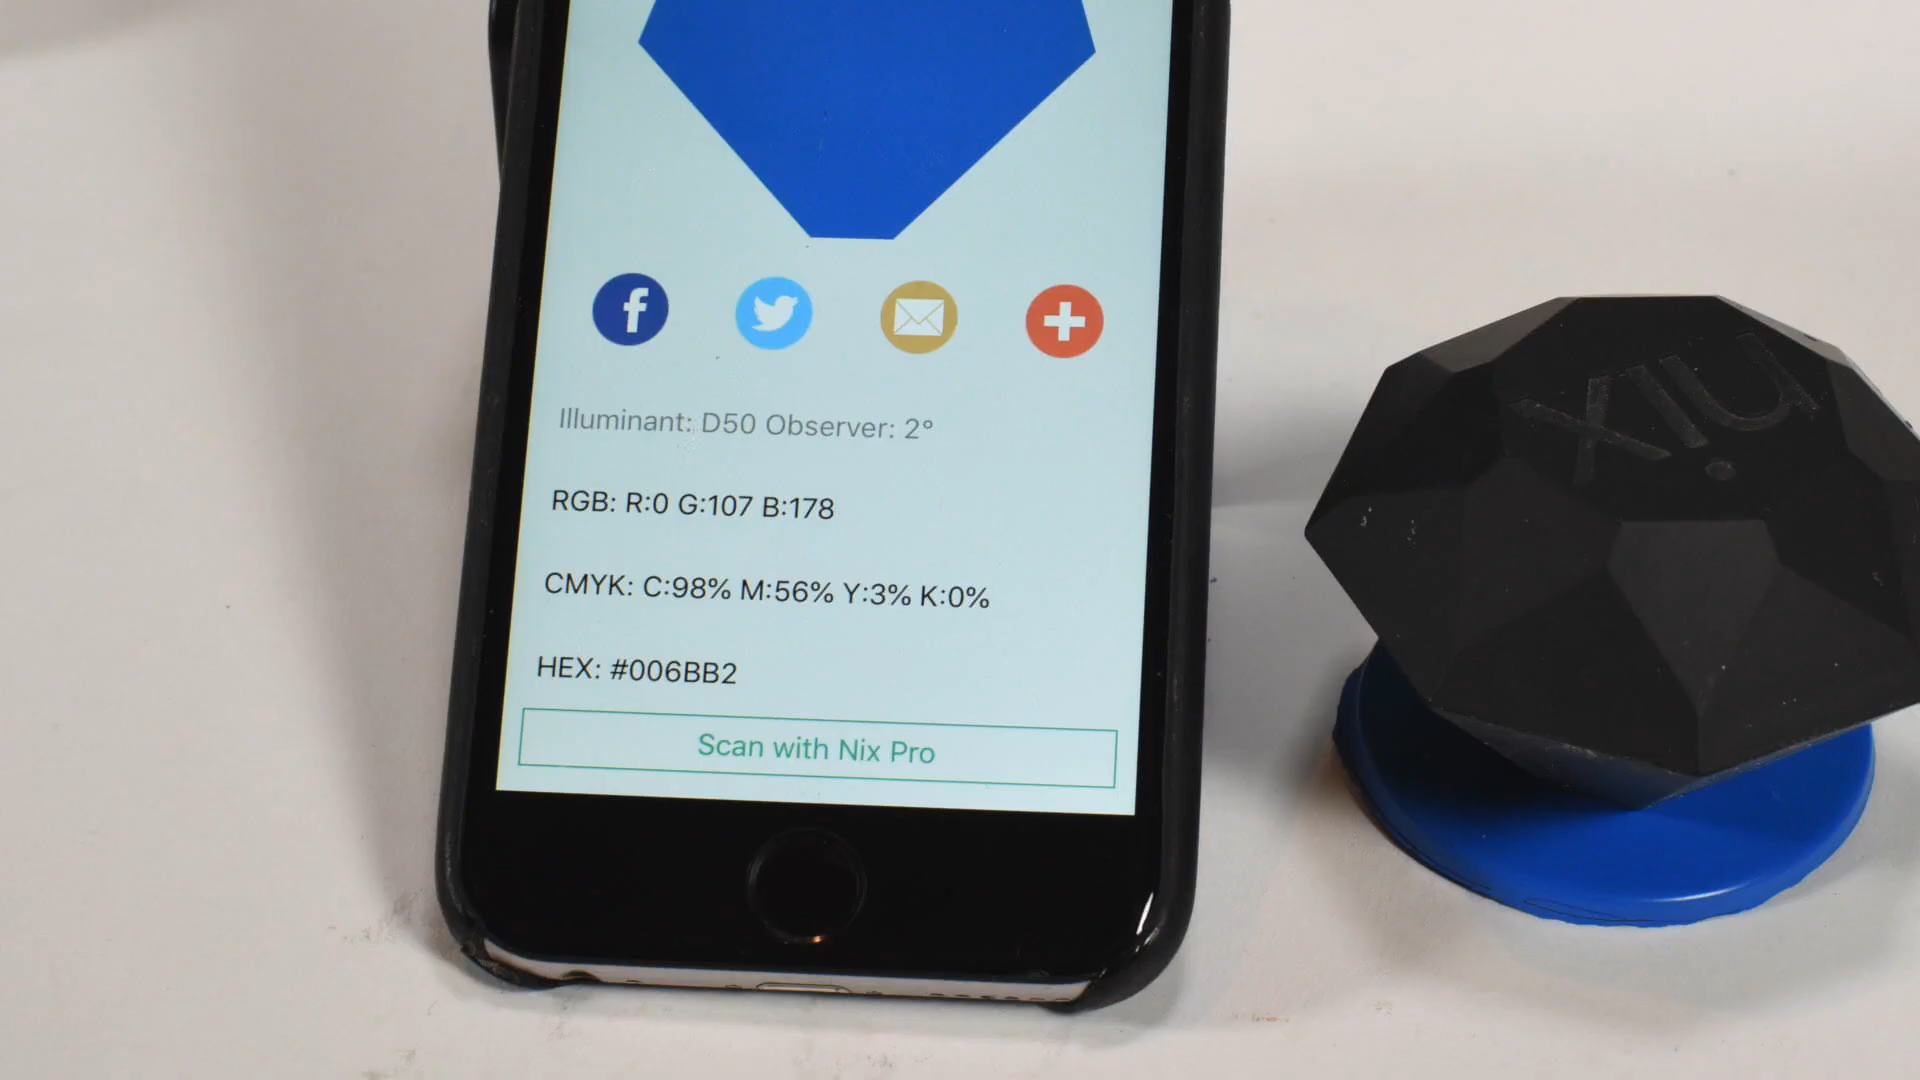 Illuminant: D50 Observer: 2°
RGB: R:0 G:107 B:178
CMYK: C:98% M:56% Y:3% K:0%
HEX: #006BB2
Scan with Nix Pro
nix